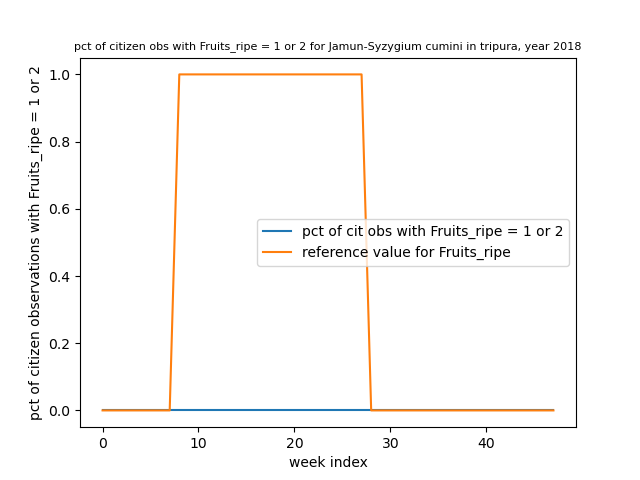 pct of citizen obs with Fruits_ripe = 1 or 2 for Jamun-Syzygium cumini in tripura, year 2018
pct of citizen observations with Fruits_ripe = 1 or 2
1.0
0.8
0.6
0.4
0.2
0.0
pct of cit obs with Fruits_ripe = 1 or 2
reference value for Fruits_ripe
0 10 20 30 40
week index